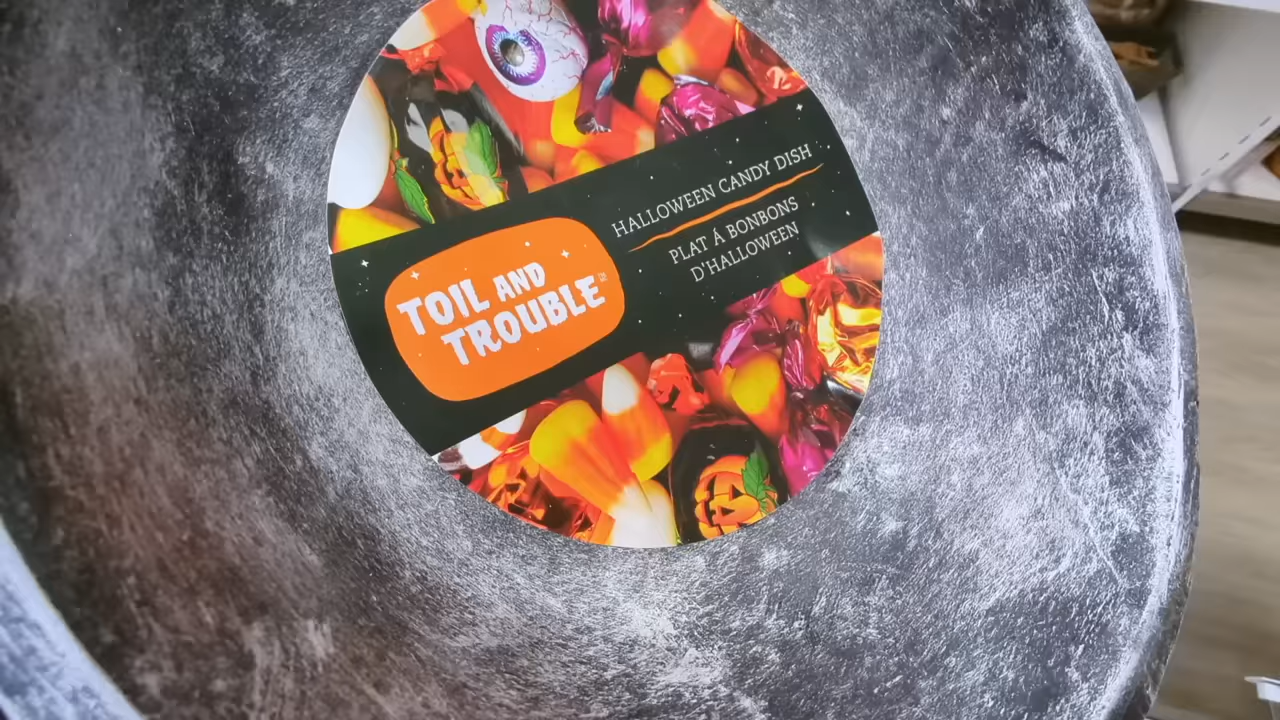 TOIL AND
TROUBLE™
HALLOWEEN CANDY DISH
PLAT Á BONBONS
D'HALLOWEEN